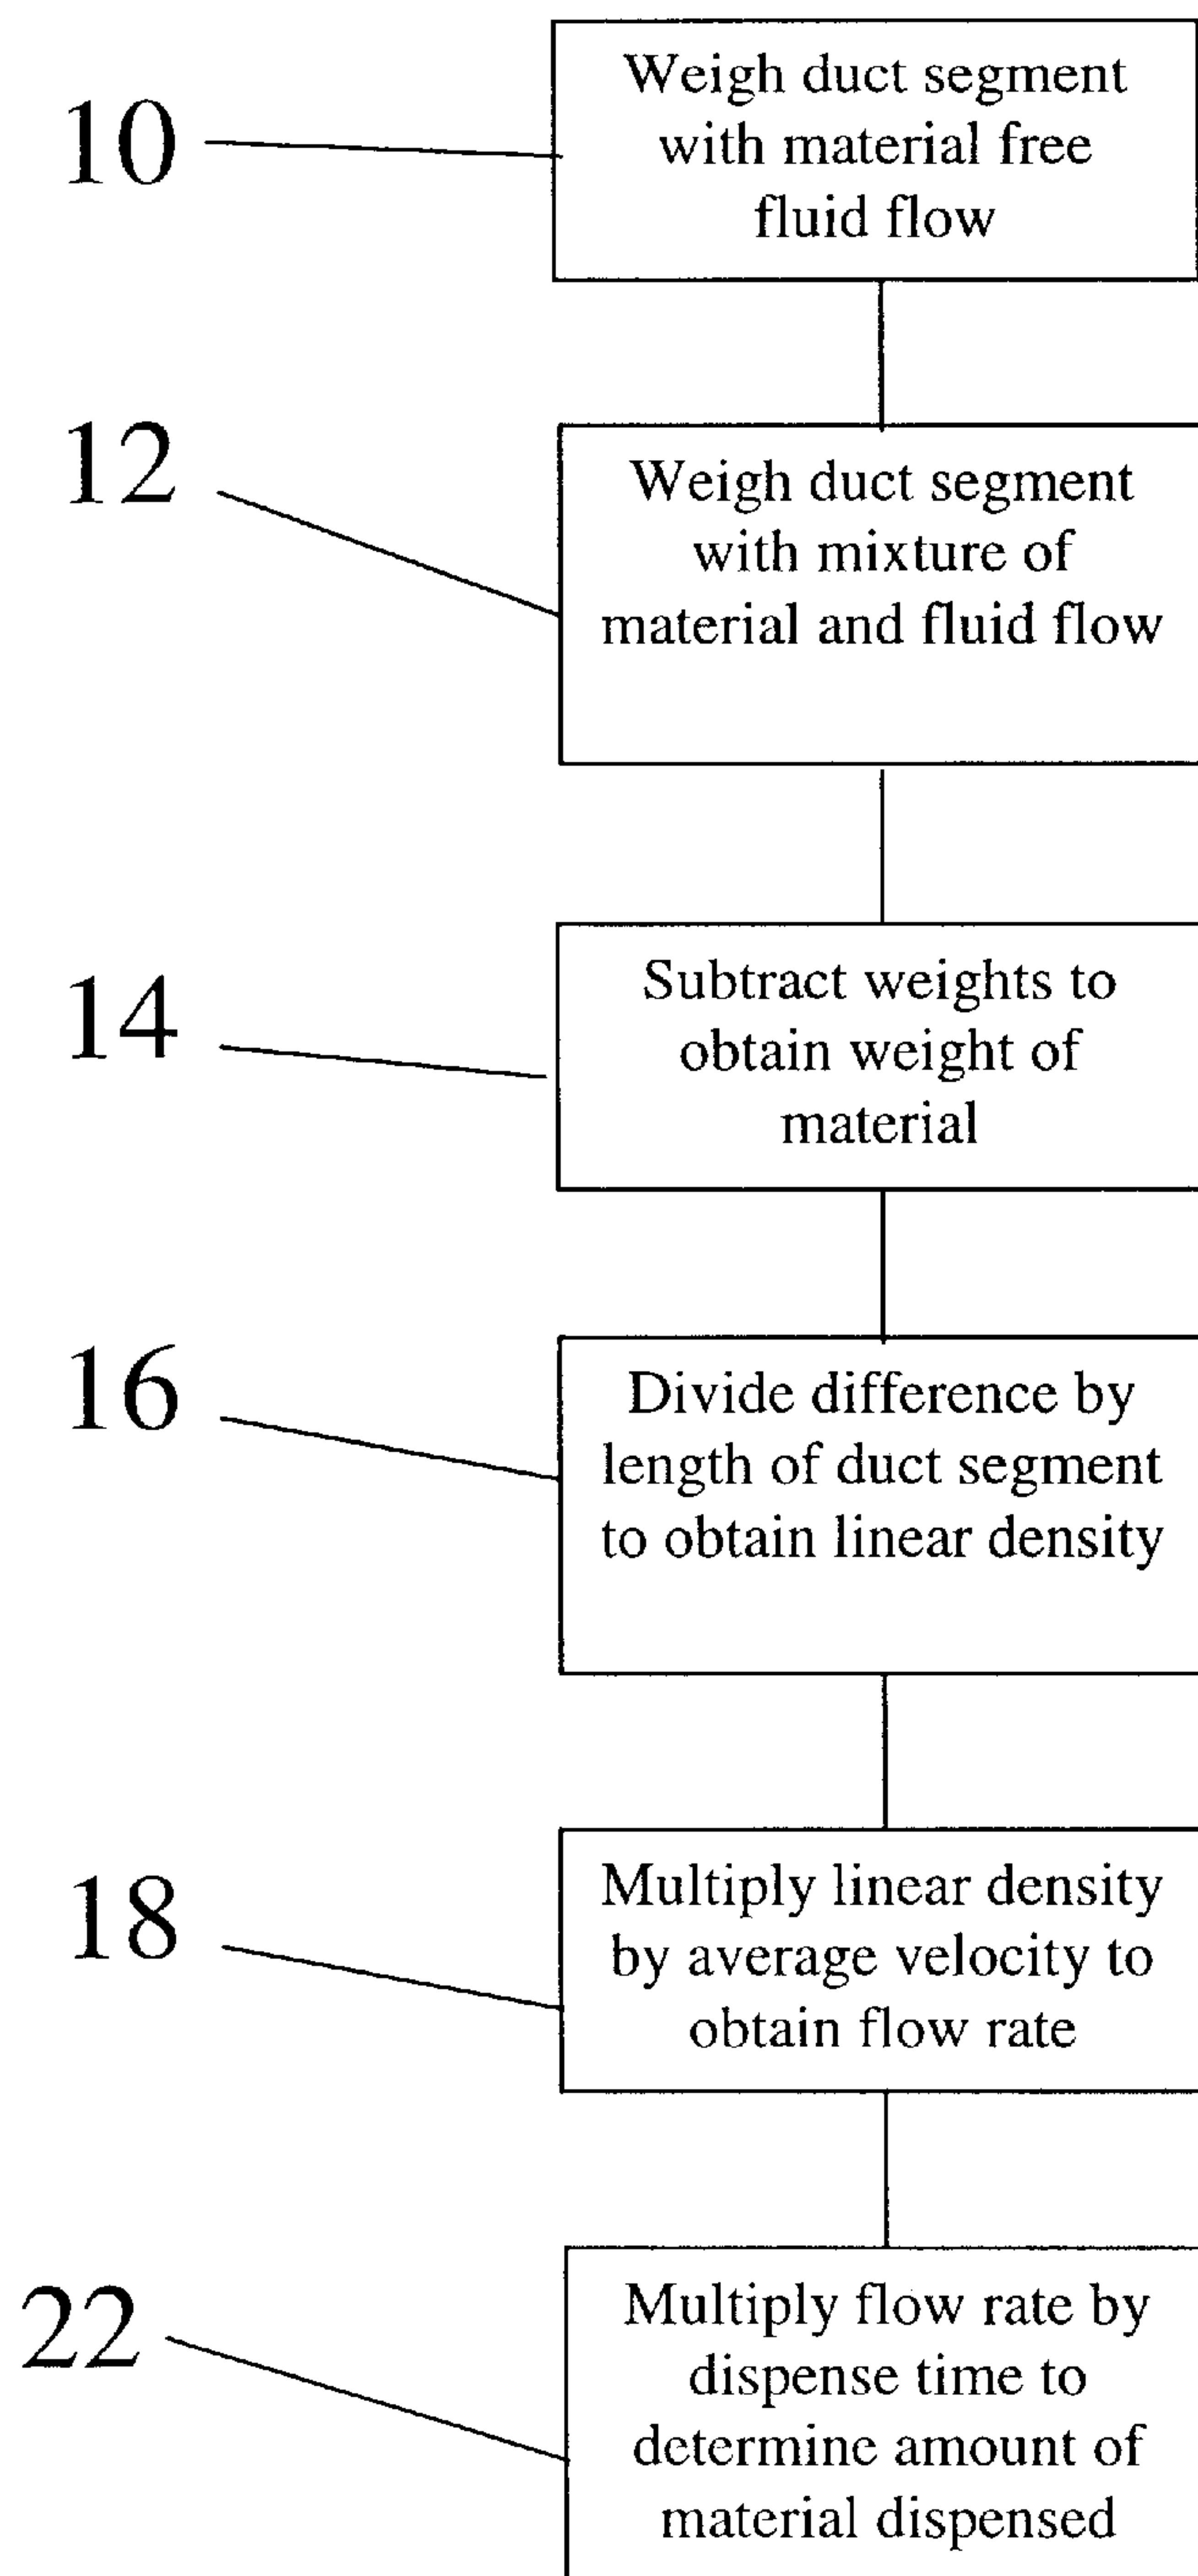 10
Weigh duct segment
with material free
fluid flow
12
Weigh duct segment
with mixture of
material and fluid flow
14
Subtract weights to
obtain weight of
material
16
Divide difference by
length of duct segment
to obtain linear density
18
Multiply linear density
by average velocity to
obtain flow rate
22
Multiply flow rate by
dispense time to
determine amount of
material dispensed